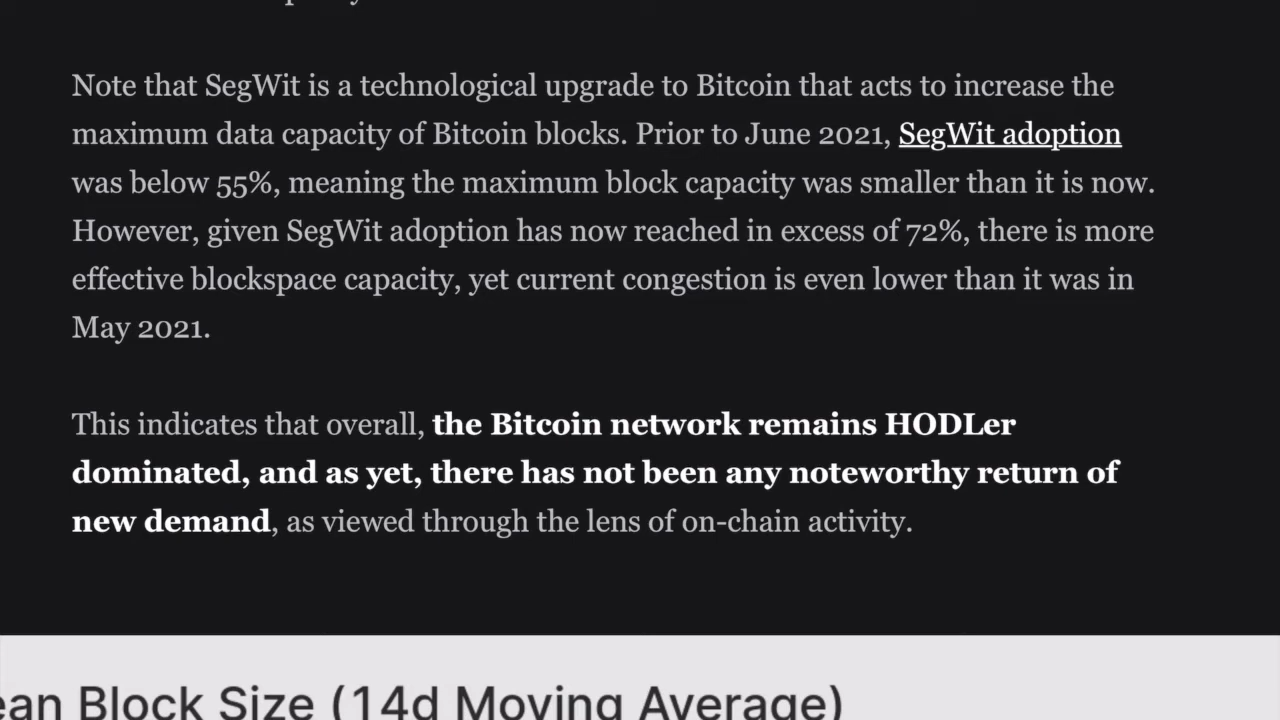 Note that SegWit is a technological upgrade to Bitcoin that acts to increase the
maximum data capacity of Bitcoin blocks. Prior to June 2021, SegWit adoption
was below 55%, meaning the maximum block capacity was smaller than it is now.
However, given SegWit adoption has now reached in excess of 72%, there is more
effective blockspace capacity, yet current congestion is even lower than it was in
May 2021.
This indicates that overall, the Bitcoin network remains HODLer
dominated, and as yet, there has not been any noteworthy return of
new demand, as viewed through the lens of on-chain activity.
Block Size (14d Moving Average)